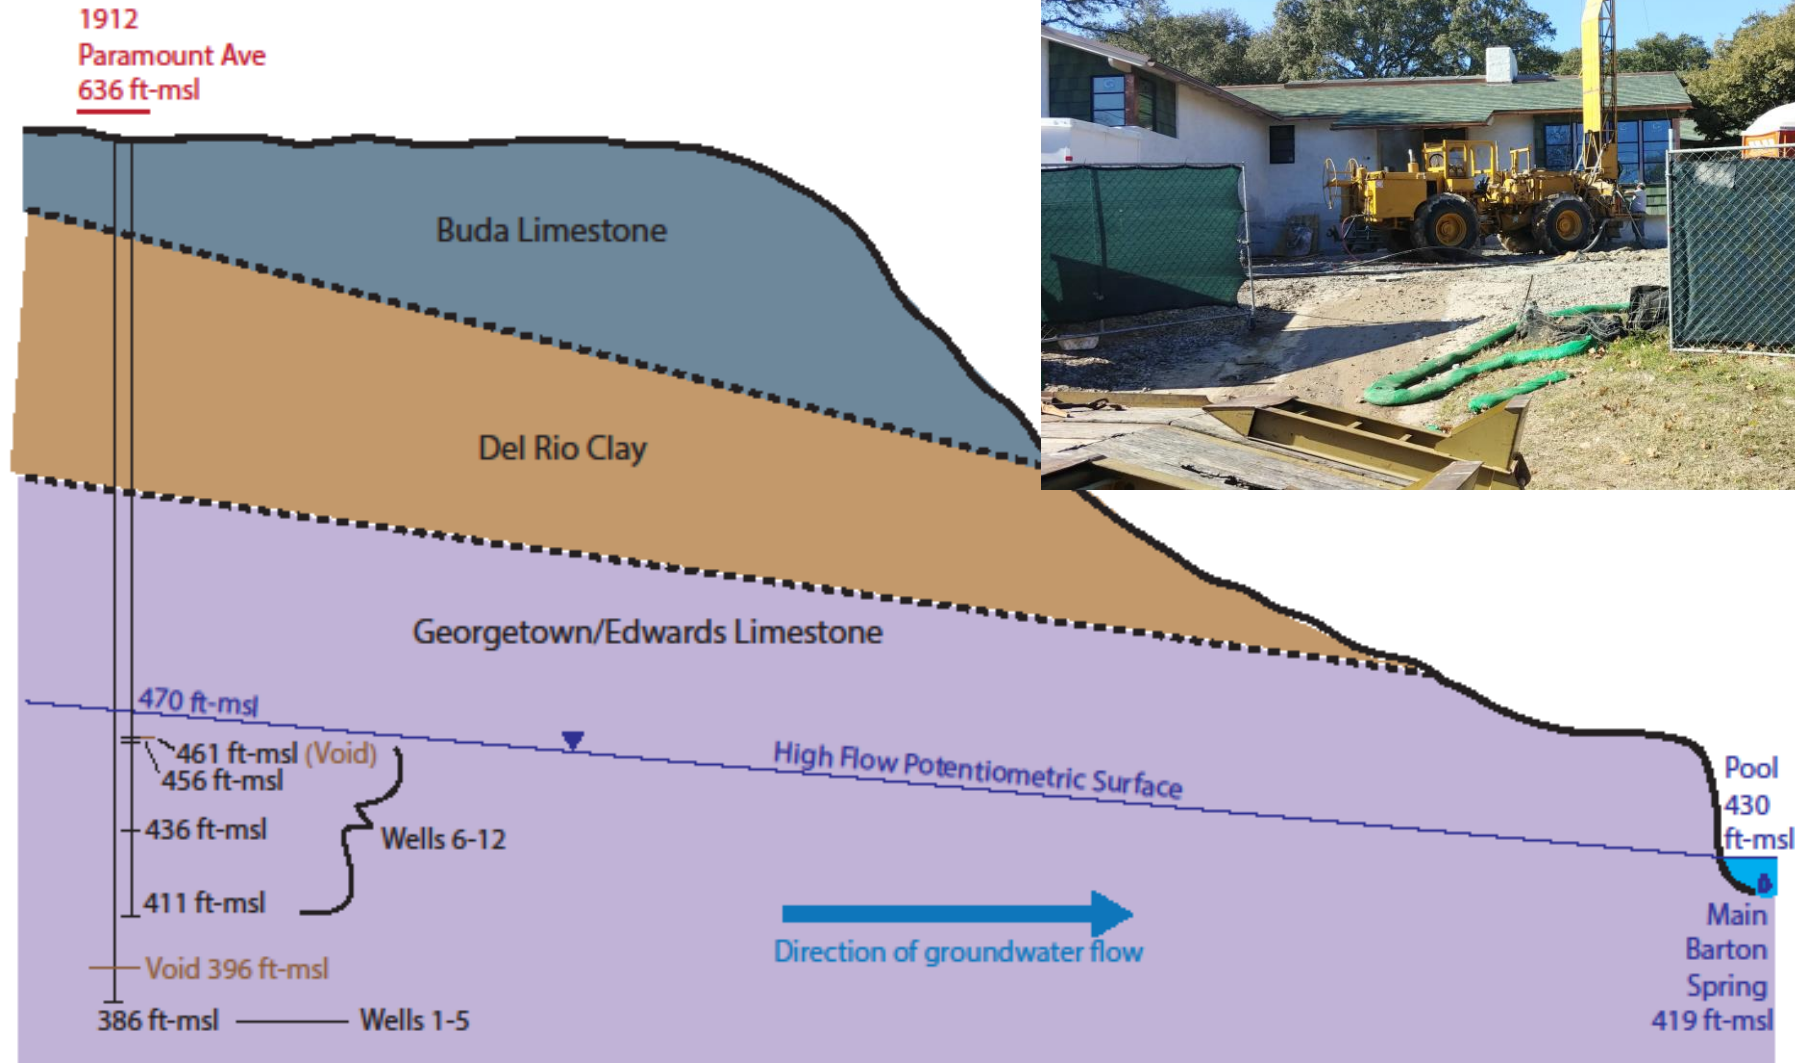 1912
Paramount Ave
636 ft-msl
Buda Limestone
Del Rio Clay
Georgetown/Edwards Limestone
470 ft-msl
461 ft-msl (Void)
456 ft-msl
436 ft-msl
Wells 6-12
411 ft-msl
Void 396 ft-msl
386 ft-msl
Wells 1-5
High Flow Potentiometric Surface
Direction of groundwater flow
Pool
430
ft-msl
Main
Barton
Spring
419 ft-msl